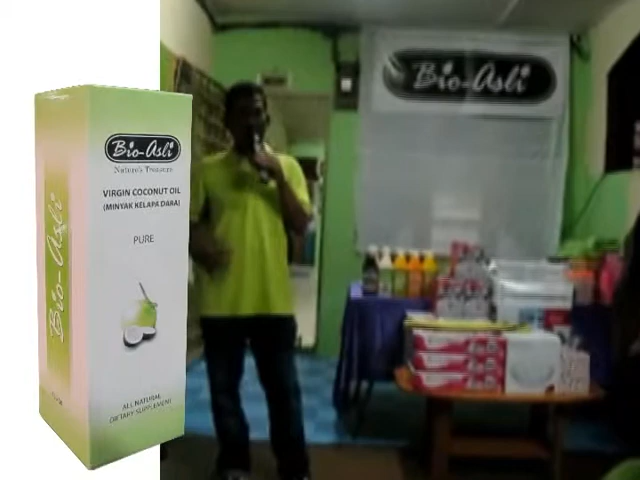 Bio-Asli
Bio-Asli
Nature's Treasure
VIRGIN COCONUT OIL
(MINYAK KELAPA DARA)
PURE
Bio-Asli
ALL NATURAL
DIETARY SUPPLEMENT